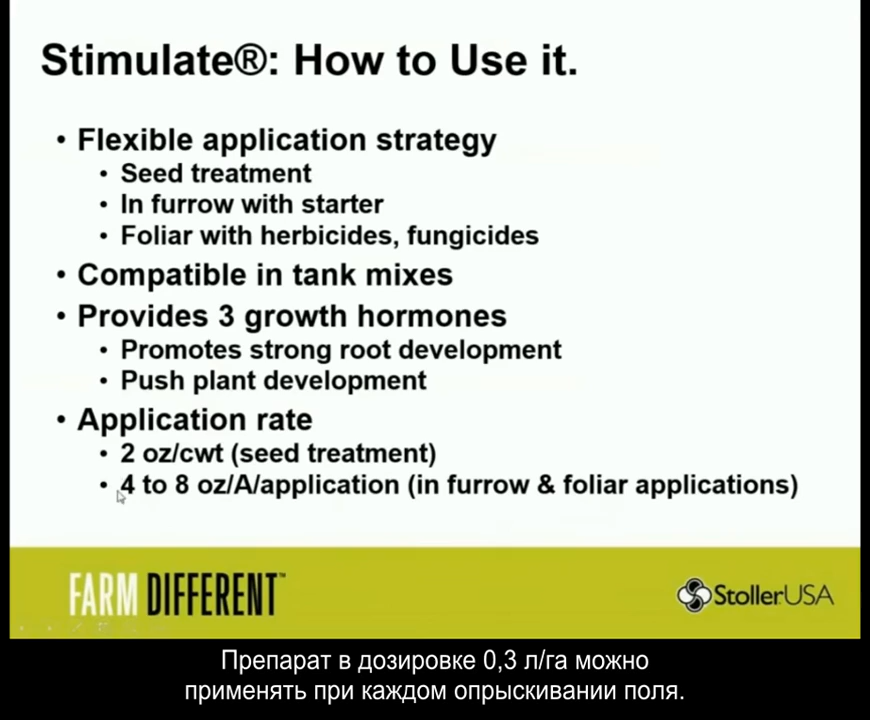 Stimulate®: How to Use it.
• Flexible application strategy
• Seed treatment
• In furrow with starter
• Foliar with herbicides, fungicides
• Compatible in tank mixes
• Provides 3 growth hormones
• Promotes strong root development
• Push plant development
• Application rate
• 2 oz/cwt (seed treatment)
• 4 to 8 oz/A/application (in furrow & foliar applications)
FARM DIFFERENT™
StollerUSA
Препарат в дозировке 0,3 л/га можно
применять при каждом опрыскивании поля.